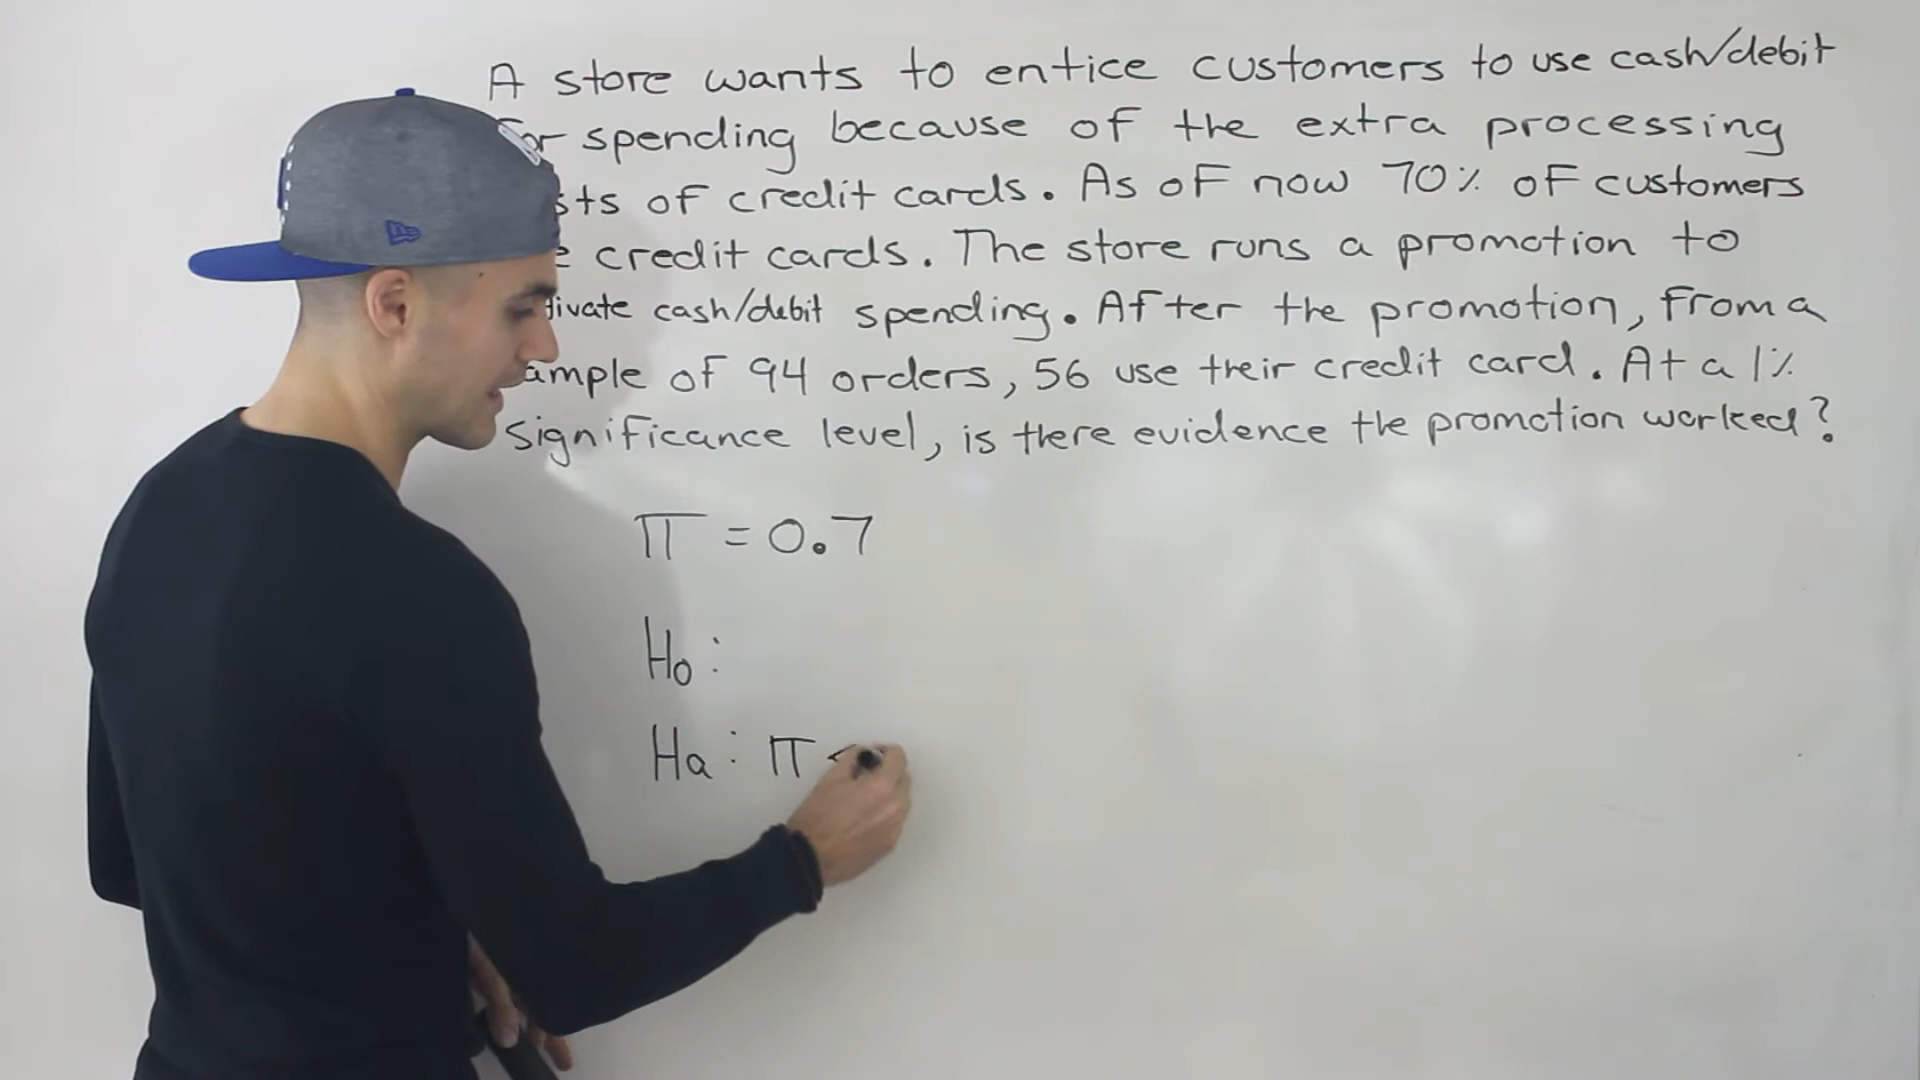 A store wants to entice customers to use cash/debit
for spending because of the extra processing
of credit cards. As of now 70% of customers
credit cards. The store runs a promotion to
cash/debit spending. After the promotion, from a
of 94 orders, 56 use their credit card. At a 1%
significance level, is there evidence the promotion worked?
π = 0.7
Ho:
Ha: π <